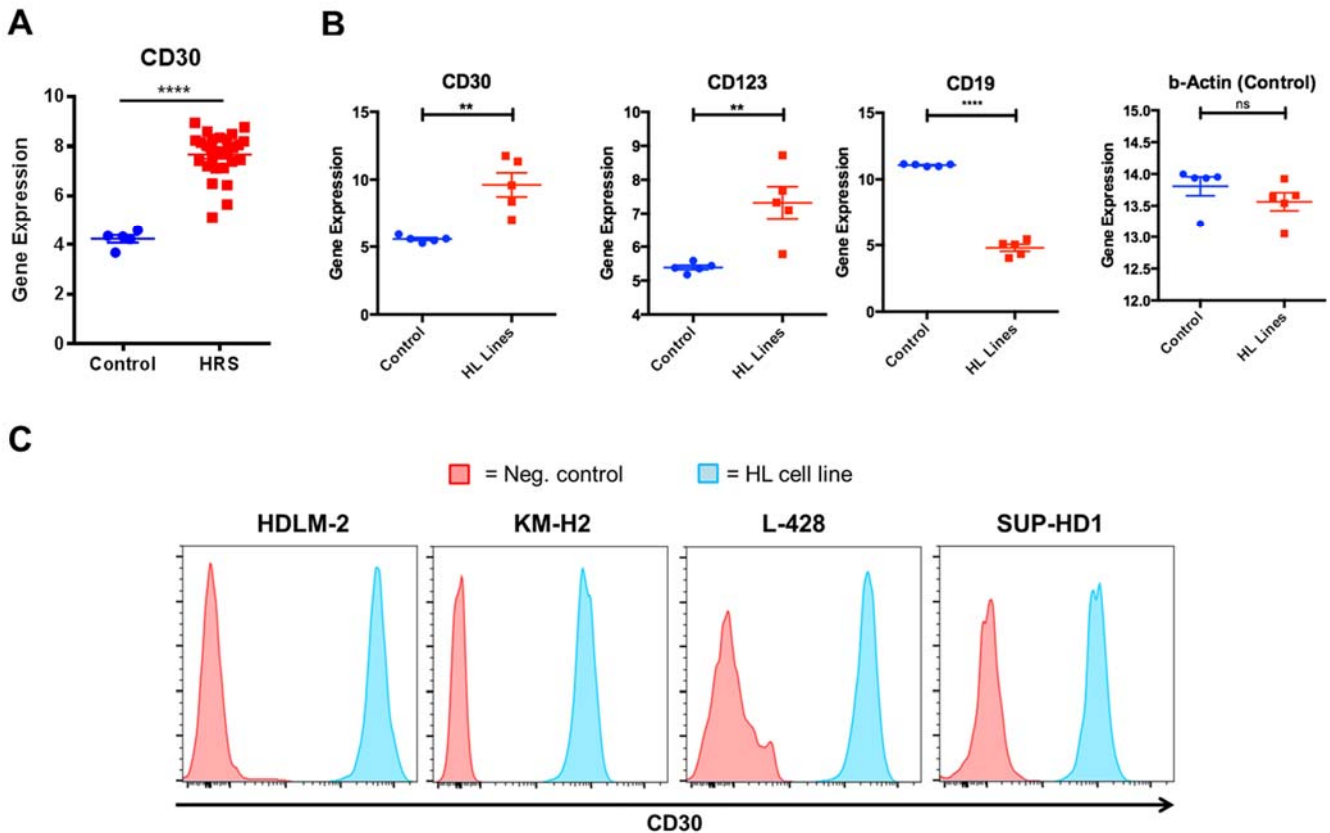 A
CD30
****
Gene Expression
10
8
6
4
2
0
Control
HRS
B
CD30
**
Gene Expression
15
10
5
0
Control
HL Lines
CD123
**
Gene Expression
10
9
8
7
6
5
4
Control
HL Lines
CD19
****
Gene Expression
15
10
5
0
Control
HL Lines
b-Actin (Control)
ns
Gene Expression
15.0
14.5
14.0
13.5
13.0
12.5
12.0
Control
HL Lines
C
= Neg. control
= HL cell line
HDLM-2
KM-H2
L-428
SUP-HD1
CD30